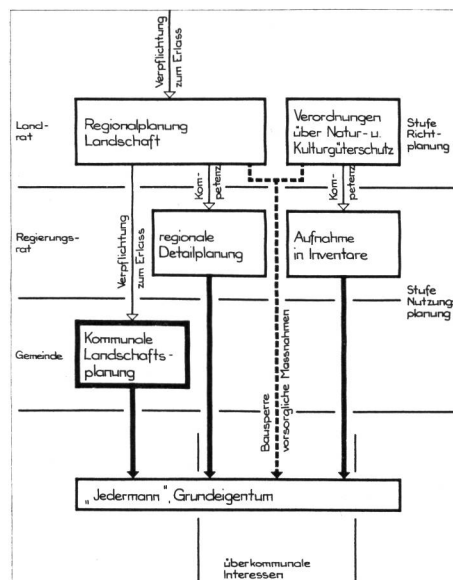 Verpflichtung
zum Erlass
Land-
rat
Regionalplanung
Landschaft
Verordnungen
über Natur- u.
Kulturgüterschutz
Stufe
Richt-
planung
Kom-
petenz
Kom-
petenz
Verpflichtung
zum Erlass
Regierungs-
rat
regionale
Detailplanung
Aufnahme
in Inventare
Stufe
Nutzungs
planung
Gemeinde
Kommunale
Landschafts-
planung
Bausperre
vorsorgliche Massnahmen
„Jedermann", Grundeigentum
überkommunale
Interessen